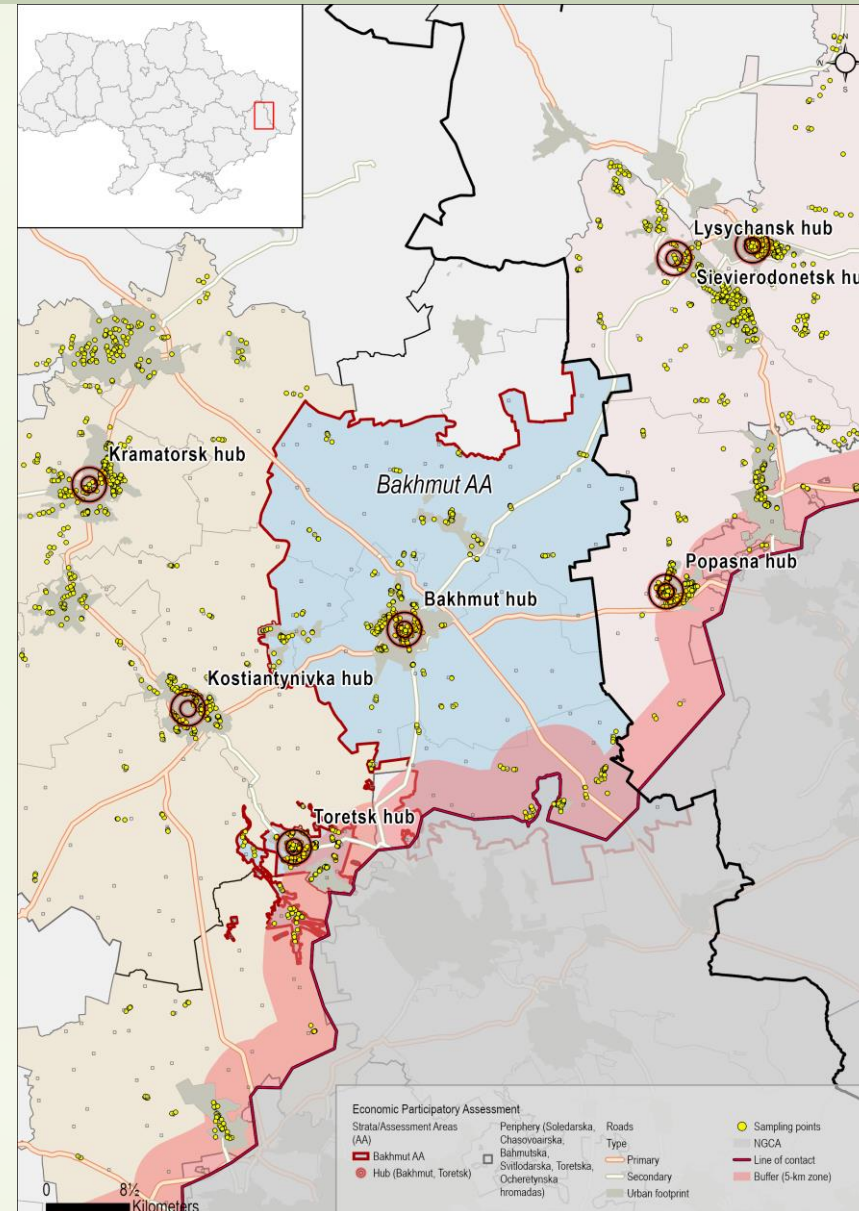 N
W
S
Lysychansk hub
Sievierodonetsk hu
Kramatorsk hub
Bakhmut AA
Popasna hub
Bakhmut hub
Kostiantynivka hub
Toretsk hub
Economic Participatory Assessment
Strata/Assessment Areas
(AA)
Bakhmut AA
Hub (Bakhmut, Toretsk)
Periphery (Soledarska,
Chasovoiarska,
Bahmutska,
Svitlodarska, Toretska,
Ocheretynska
hromadas)
Roads
Type
Primary
Secondary
Urban footprint
Sampling points
NGCA
Line of contact
Buffer (5-km zone)
0 8½
Kilometers